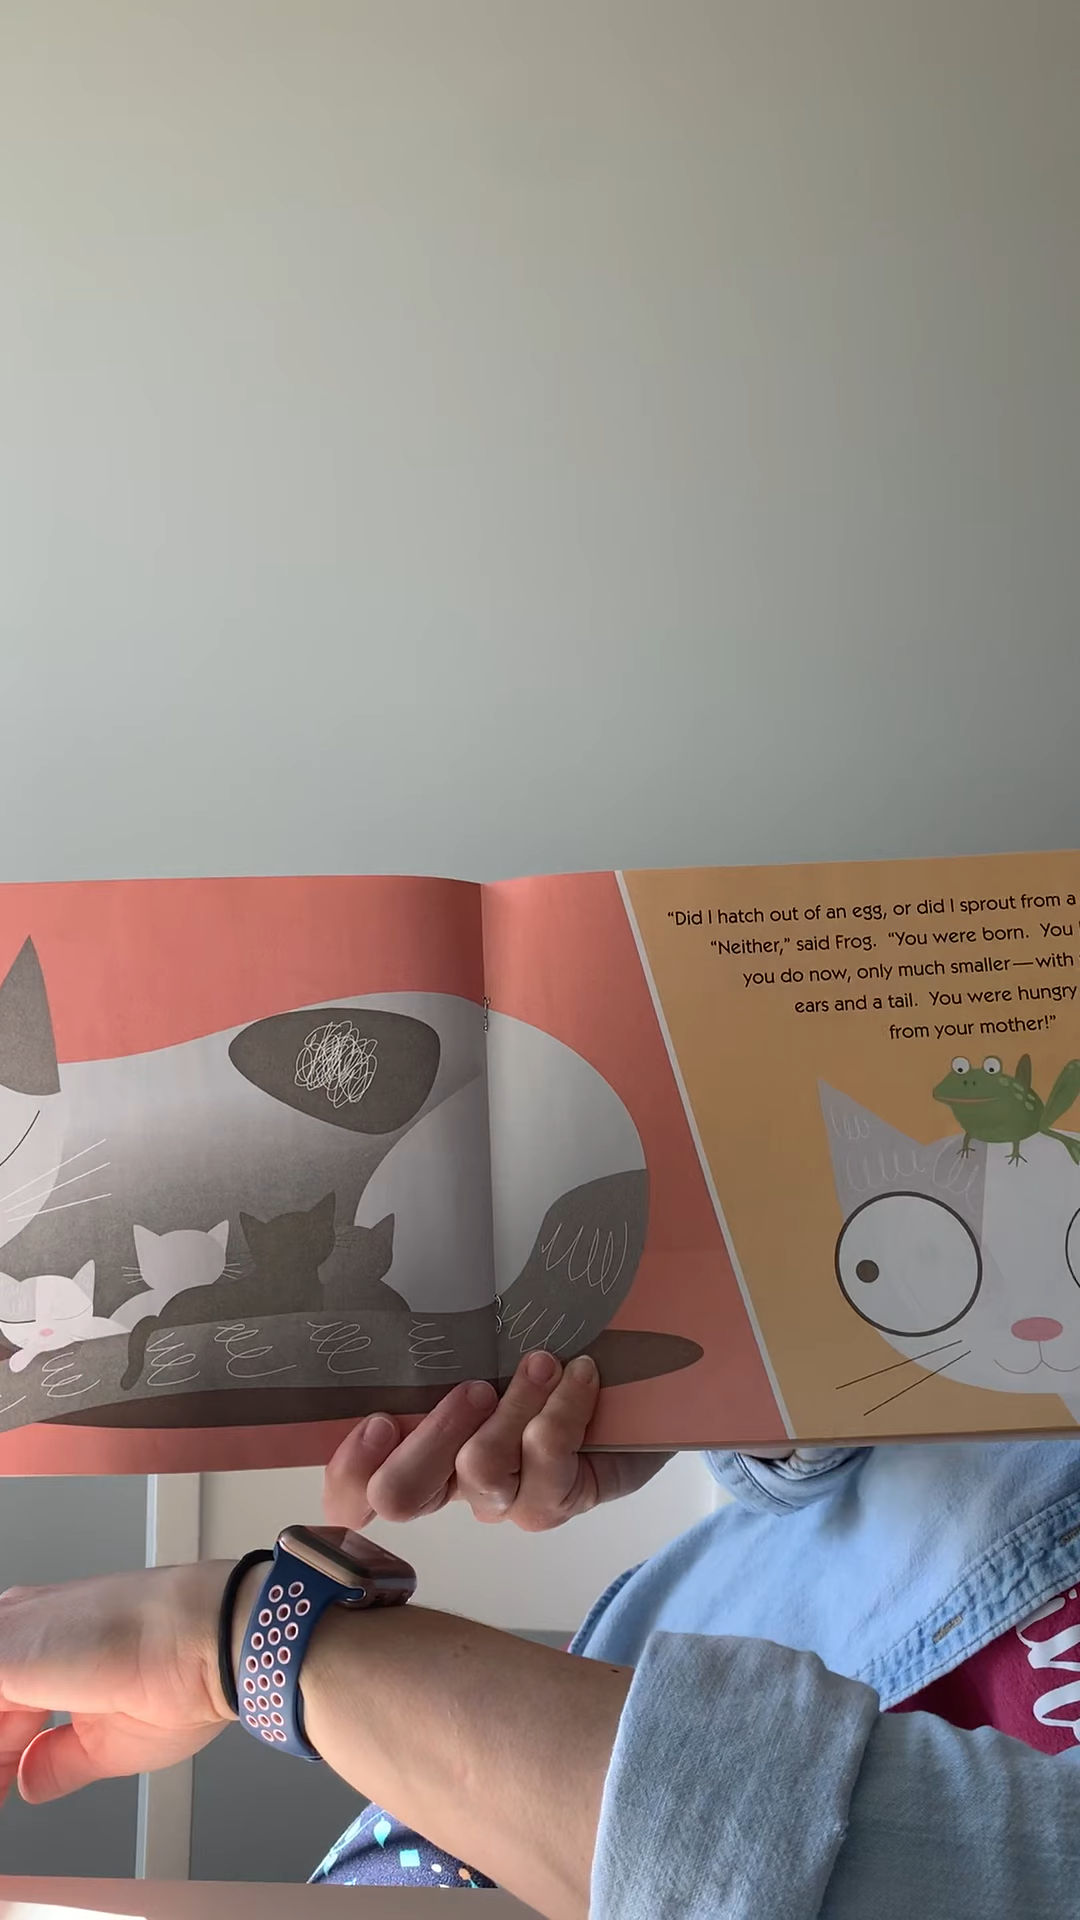 “Did I hatch out of an egg, or did I sprout from a
“Neither,” said Frog. “You were born. You
you do now, only much smaller—with
ears and a tail. You were hungry
from your mother!”